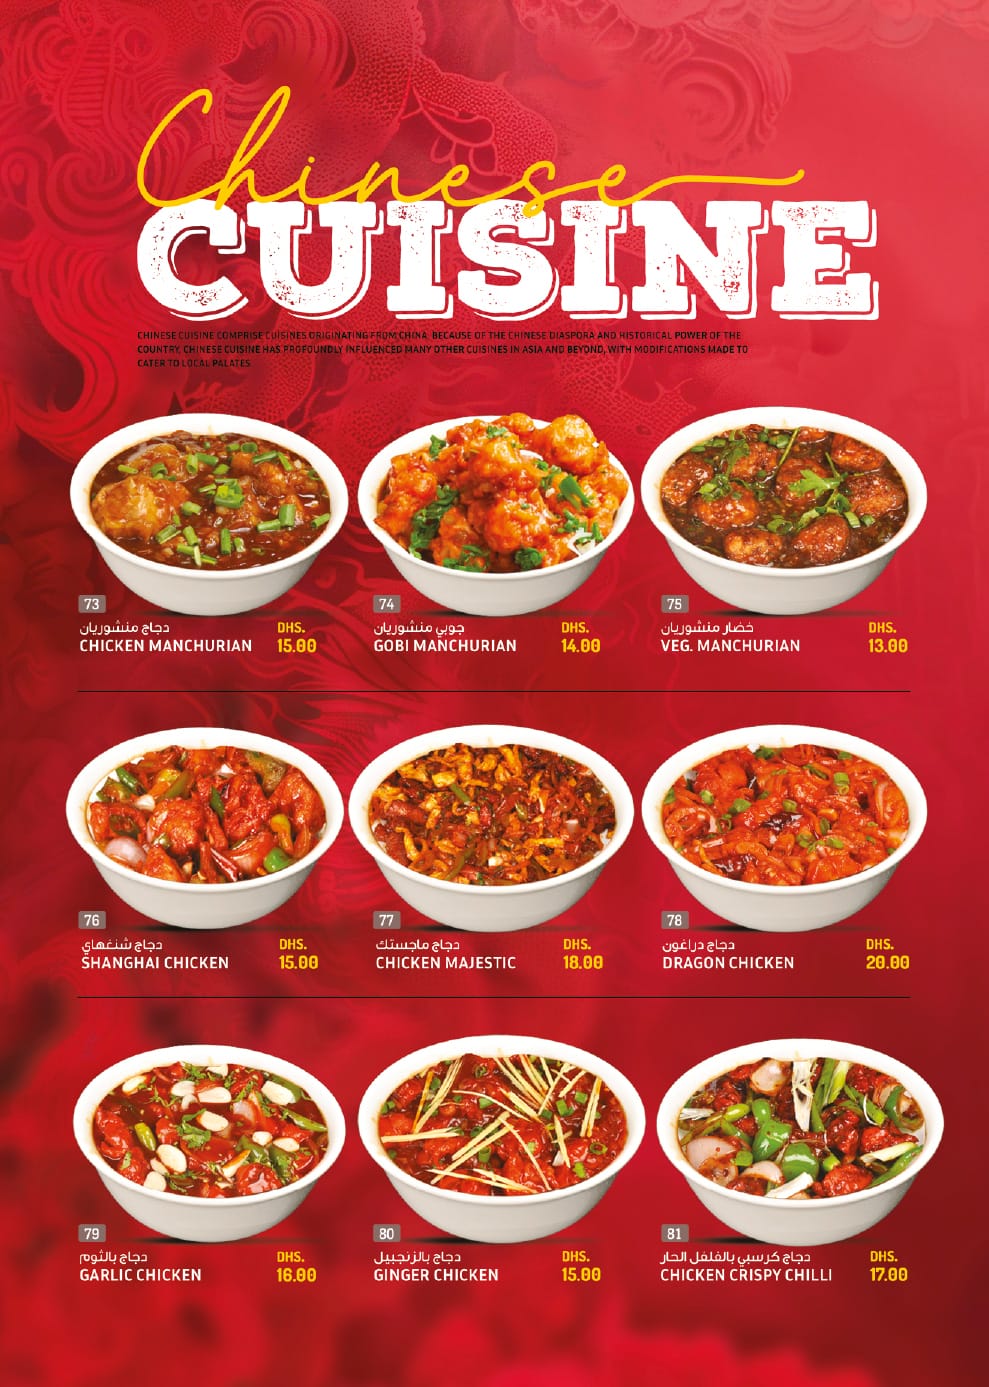 Chinese
CUISINE
CHINESE CUISINE COMPRISE CUISINES ORIGINATING FROM CHINA. BECAUSE OF THE CHINESE DIASPORA AND HISTORICAL POWER OF THE
COUNTRY, CHINESE CUISINE HAS PROFOUNDLY INFLUENCED MANY OTHER CUISINES IN ASIA AND BEYOND, WITH MODIFICATIONS MADE TO
CATER TO LOCAL PALATES.
73
دجاج منشوريان
CHICKEN MANCHURIAN
DHS.
15.00
74
جوبي منشوريان
GOBI MANCHURIAN
DHS.
14.00
75
خضار منشوريان
VEG. MANCHURIAN
DHS.
13.00
76
دجاج شنغهاي
SHANGHAI CHICKEN
DHS.
15.00
77
دجاج ماجستك
CHICKEN MAJESTIC
DHS.
18.00
78
دجاج دراغون
DRAGON CHICKEN
DHS.
20.00
79
دجاج بالثوم
GARLIC CHICKEN
DHS.
16.00
80
دجاج بالزنجبيل
GINGER CHICKEN
DHS.
15.00
81
دجاج كرسبي بالفلفل الحار
CHICKEN CRISPY CHILLI
DHS.
17.00